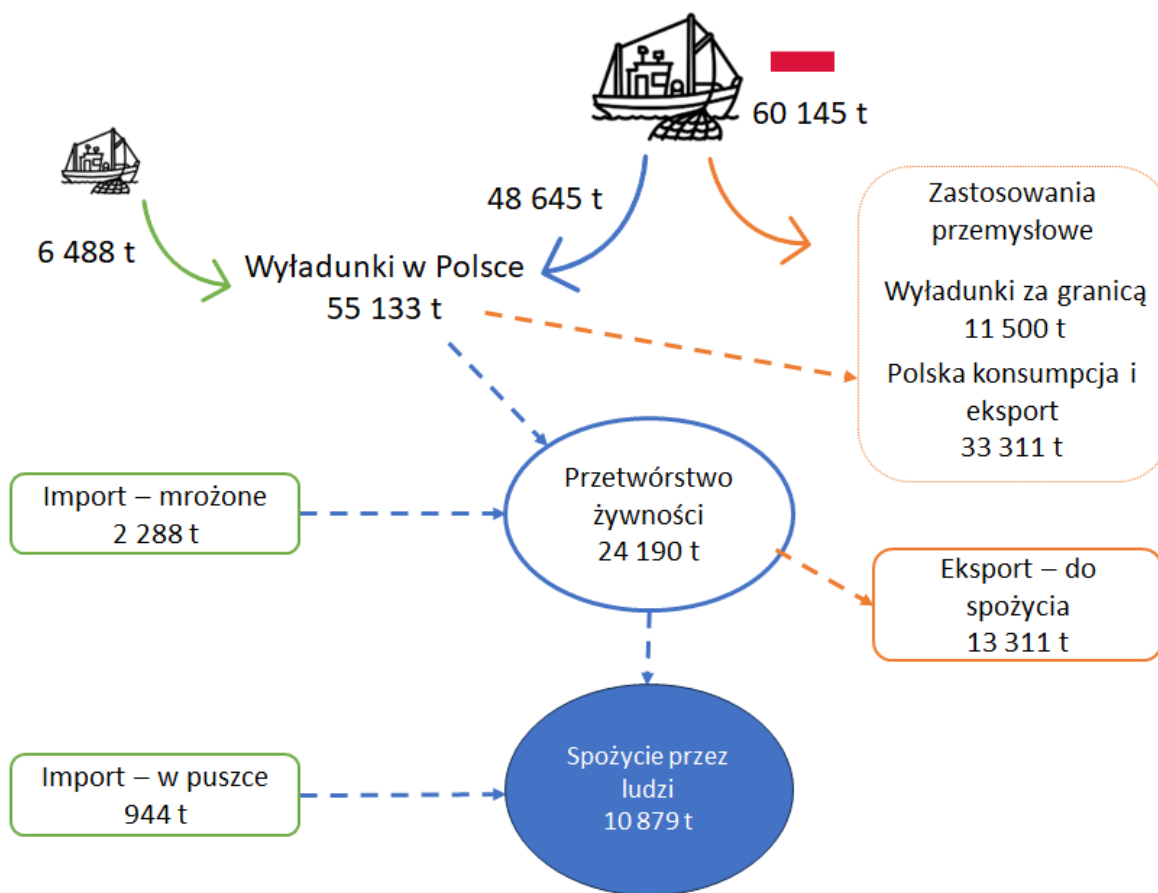 60 145 t
48 645 t
6 488 t
Wyładunki w Polsce
55 133 t
Zastosowania
przemysłowe
Wyładunki za granicą
11 500 t
Polska konsumpcja i
eksport
33 311 t
Import – mrożone
2 288 t
Przetwórstwo
żywności
24 190 t
Eksport – do
spożycia
13 311 t
Import – w puszce
944 t
Spożycie przez
ludzi
10 879 t